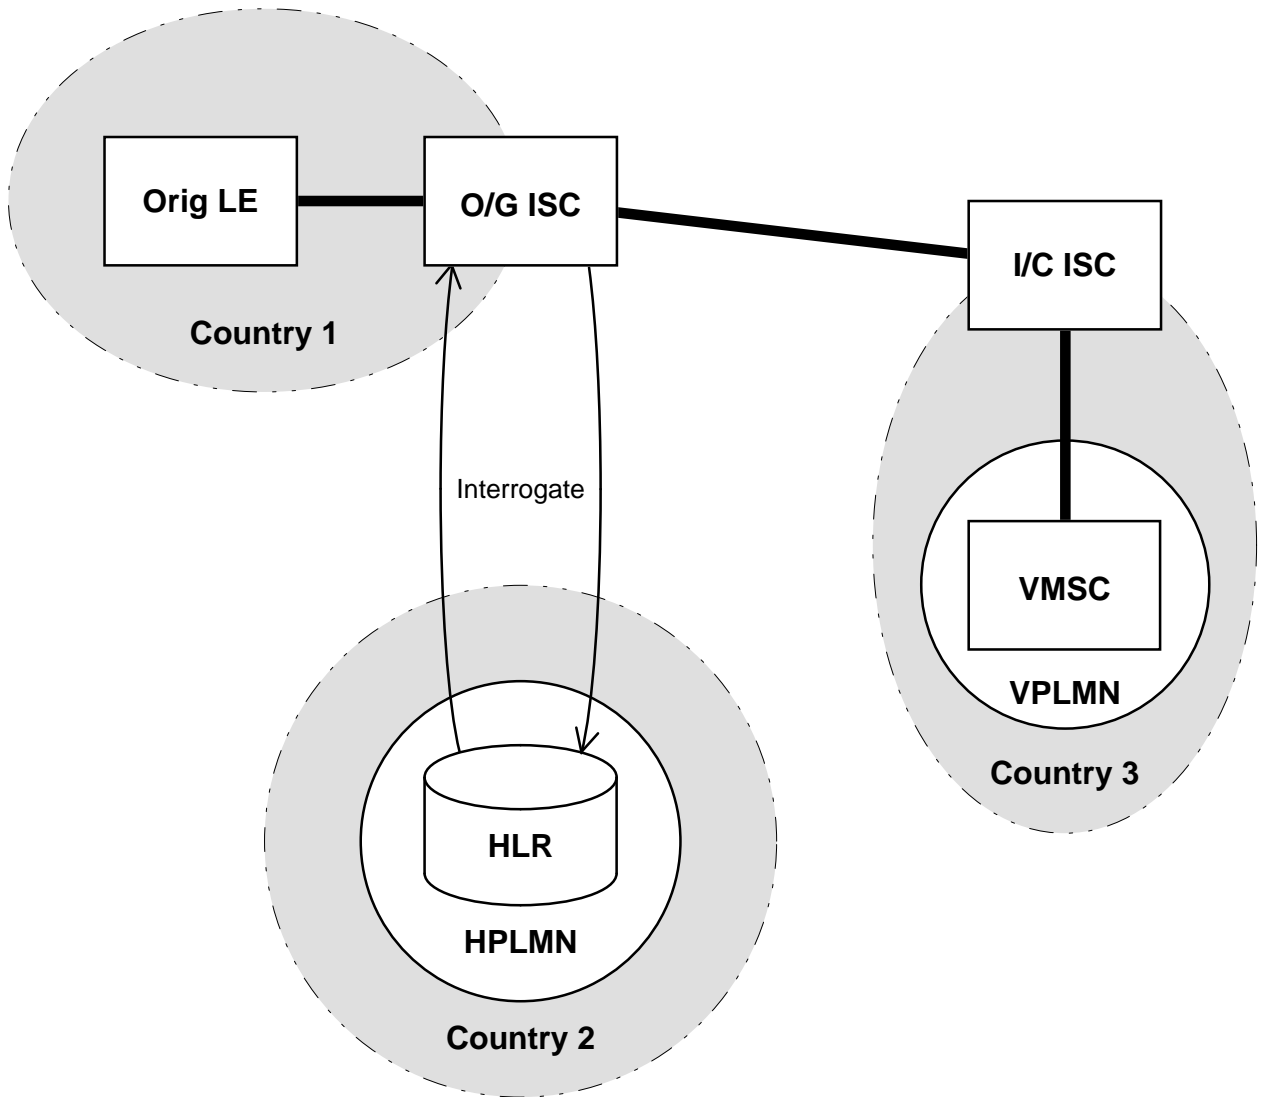 Orig LE
O/G ISC
I/C ISC
Country 1
Interrogate
VMSC
VPLMN
Country 3
HLR
HPLMN
Country 2